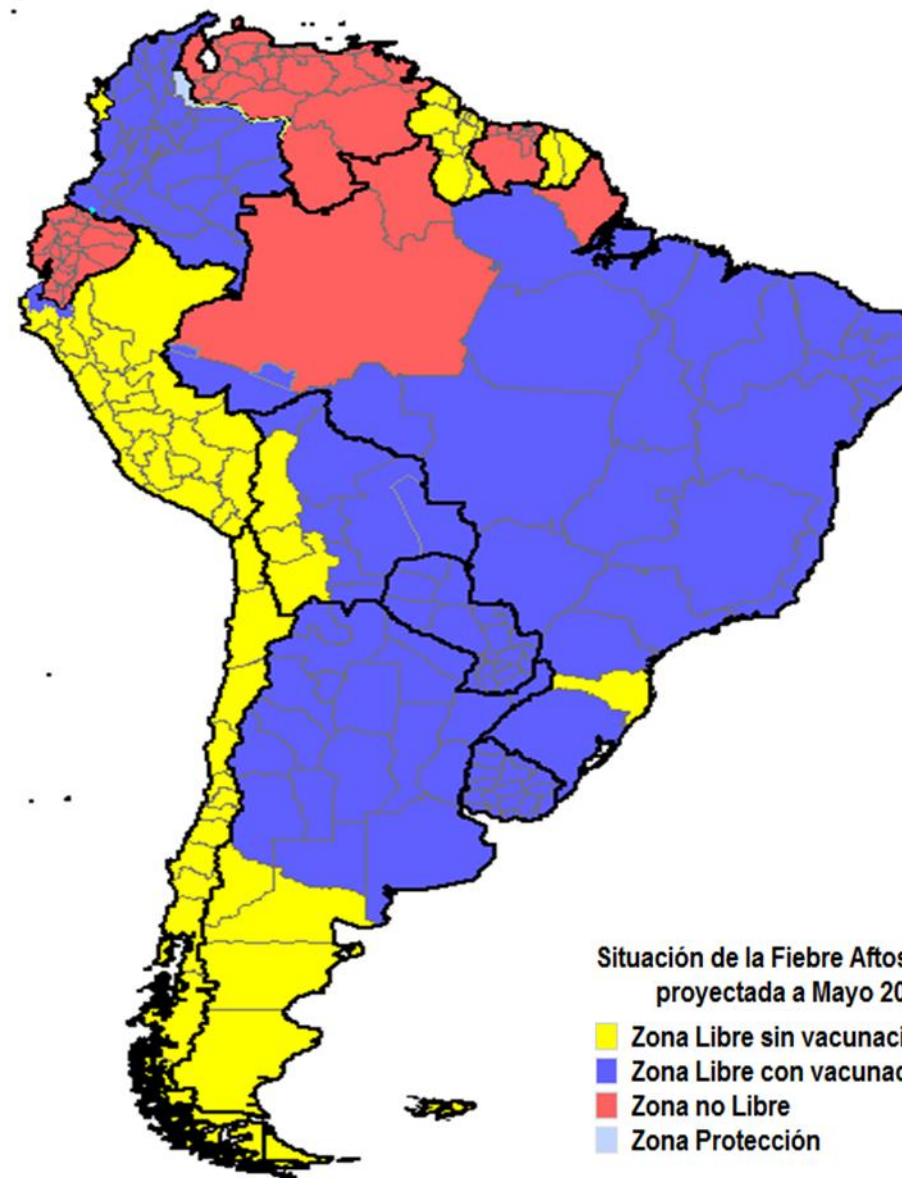 Situación de la Fiebre Aftos
proyectada a Mayo 20
Zona Libre sin vacunaci
Zona Libre con vacunac
Zona no Libre
Zona Protección